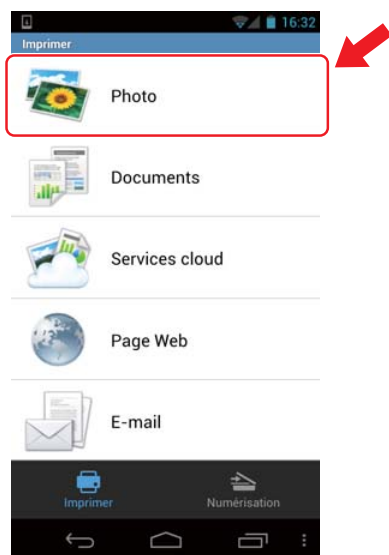 16:32
Imprimer
Photo
Documents
Services cloud
Page Web
E-mail
Imprimer
Numérisation